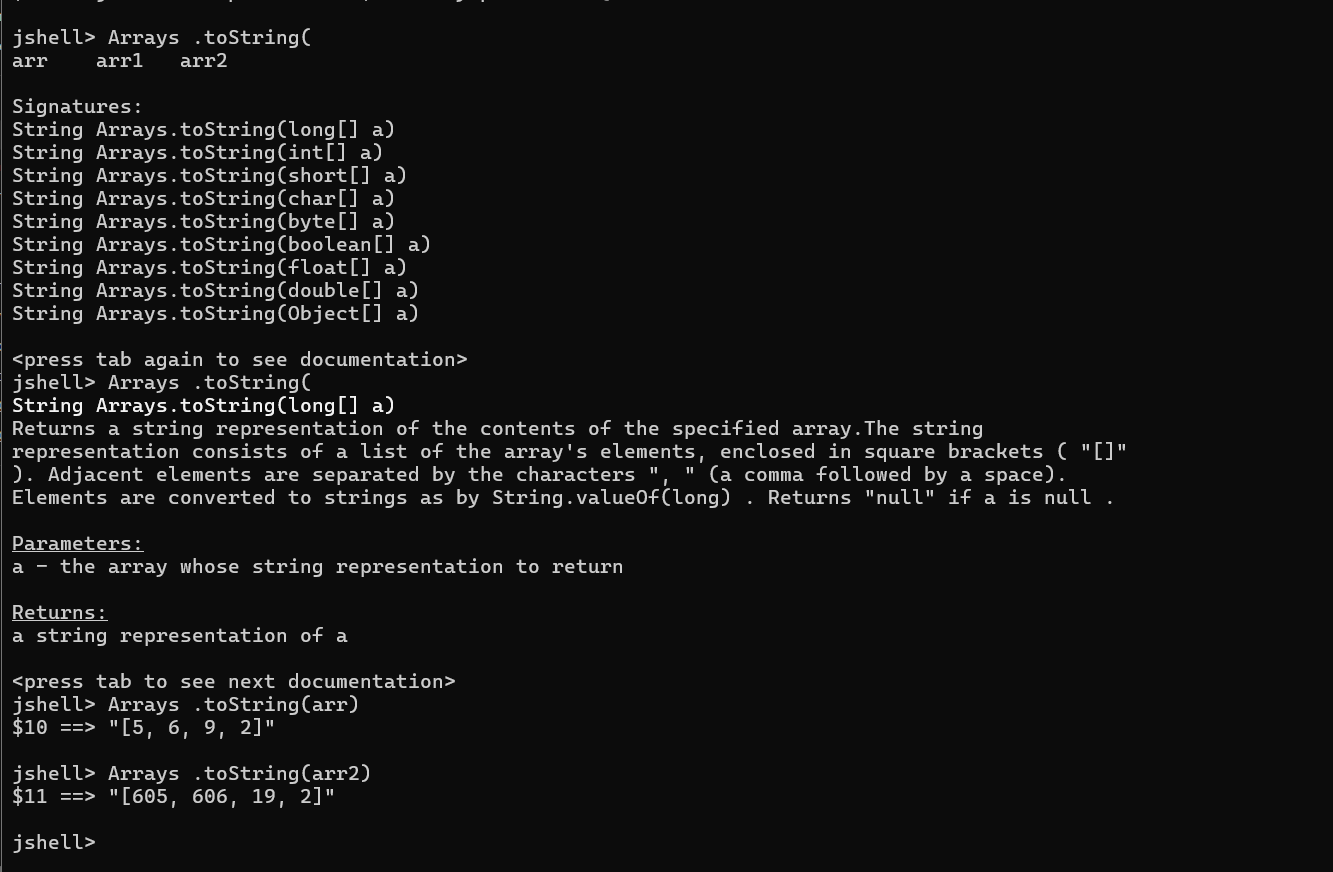 jshell> Arrays .toString(
arr    arr1   arr2
Signatures:
String Arrays.toString(long[] a)
String Arrays.toString(int[] a)
String Arrays.toString(short[] a)
String Arrays.toString(char[] a)
String Arrays.toString(byte[] a)
String Arrays.toString(boolean[] a)
String Arrays.toString(float[] a)
String Arrays.toString(double[] a)
String Arrays.toString(Object[] a)
<press tab again to see documentation>
jshell> Arrays .toString(
String Arrays.toString(long[] a)
Returns a string representation of the contents of the specified array.The string
representation consists of a list of the array's elements, enclosed in square brackets ( "[]"
). Adjacent elements are separated by the characters ", " (a comma followed by a space).
Elements are converted to strings as by String.valueOf(long) . Returns "null" if a is null .
Parameters:
a - the array whose string representation to return
Returns:
a string representation of a
<press tab to see next documentation>
jshell> Arrays .toString(arr)
$10 ==> "[5, 6, 9, 2]"
jshell> Arrays .toString(arr2)
$11 ==> "[605, 606, 19, 2]"
jshell>